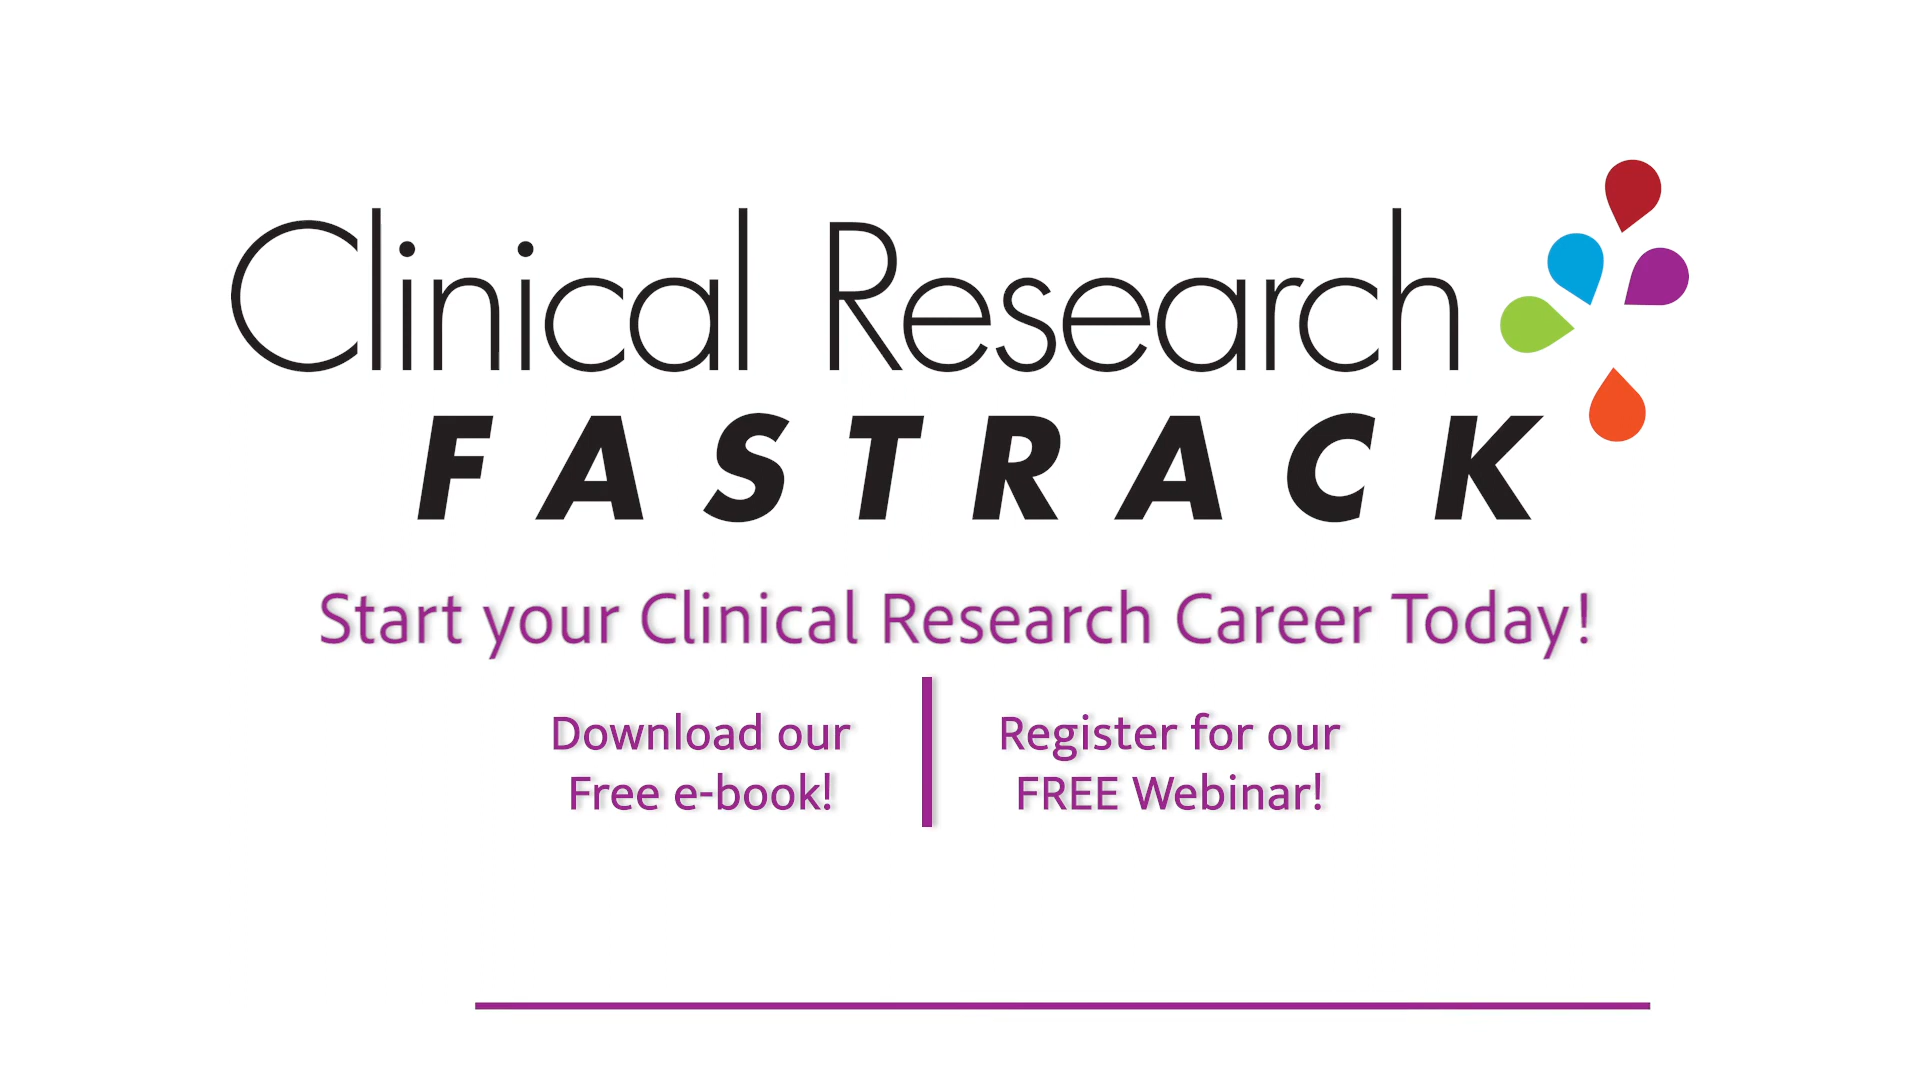 Clinical Research
FASTRACK
Start your Clinical Research Career Today!
Download our
Free e-book!
Register for our
FREE Webinar!